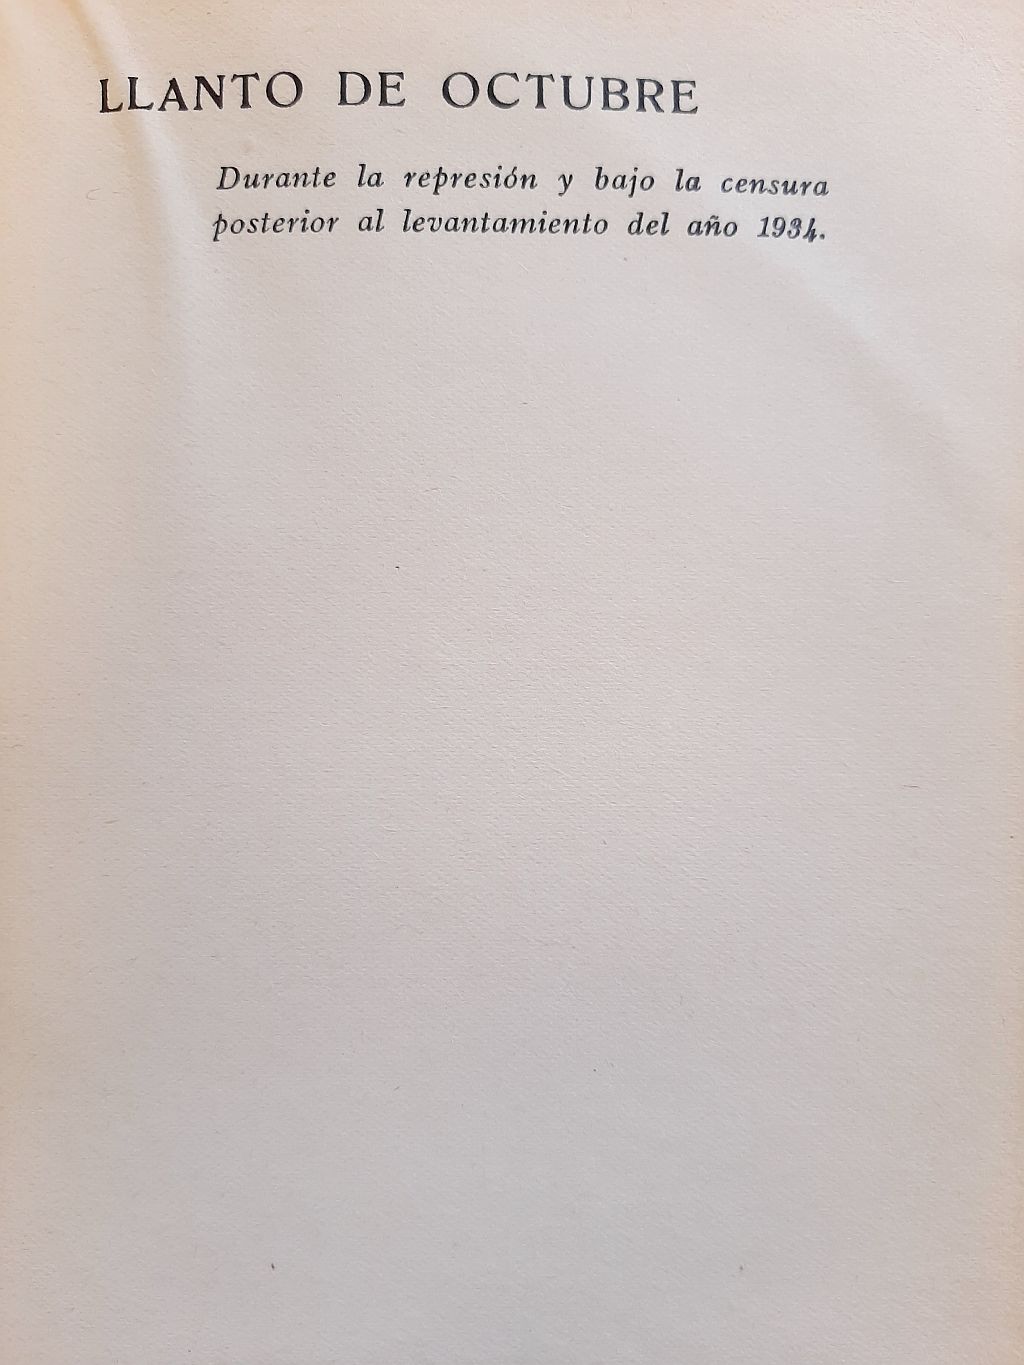 LLANTO DE OCTUBRE
Durante la represión y bajo la censura
posterior al levantamiento del año 1934.